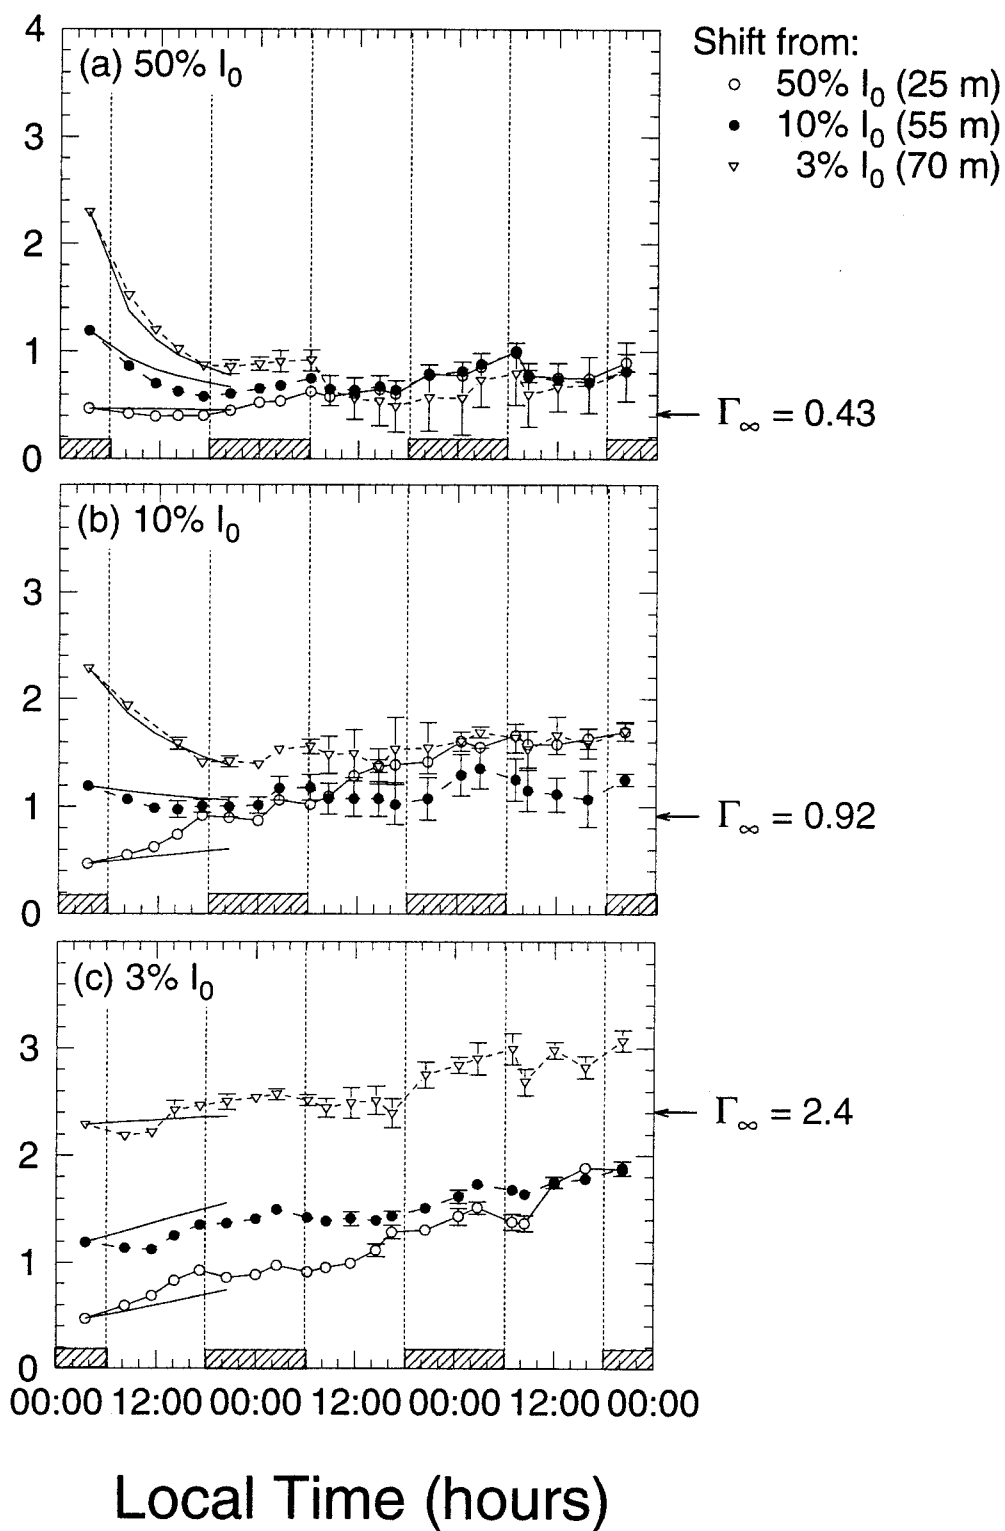 4
(a) 50% I0
3
2
1
0
Shift from:
50% I0 (25 m)
10% I0 (55 m)
3% I0 (70 m)
Γ∞ = 0.43
(b) 10% I0
3
2
1
0
Γ∞ = 0.92
(c) 3% I0
3
2
1
0
Γ∞ = 2.4
00:00 12:00 00:00 12:00 00:00 12:00 00:00
Local Time (hours)